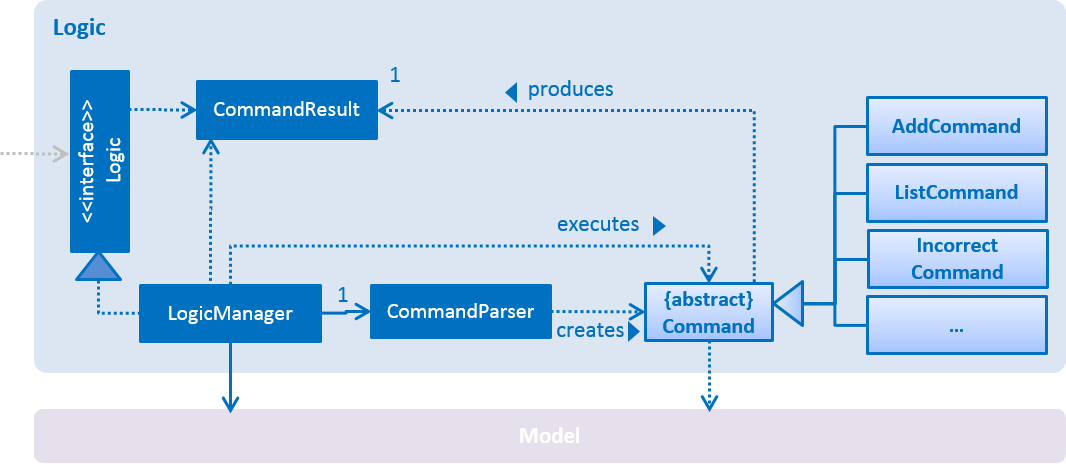 Logic
1
produces
CommandResult
<<interface>>
Logic
AddCommand
ListCommand
executes
Incorrect
Command
1
LogicManager
CommandParser
creates
{abstract}
Command
...
Model